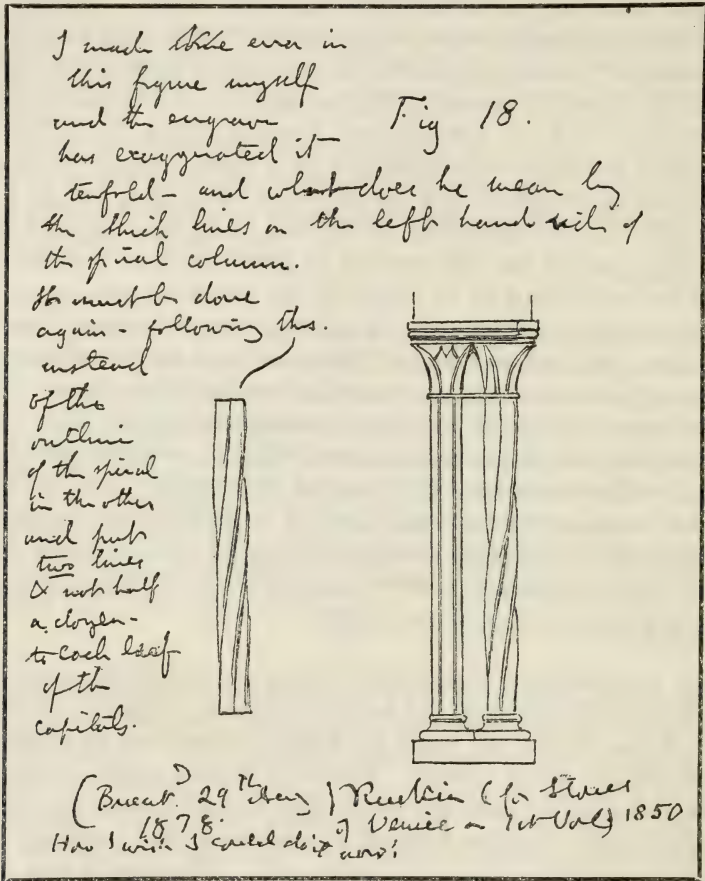 I made the error in
this figure myself
and the engraver
has exaggerated it
Fig 18.
tenfold – and what does he mean by
the thick lines on the left hand side of
the spiral column.
It must be done
again – following this.
instead
of the
outline
of the spiral
in the other
and put
two lines
& not half
a dozen –
to each leaf
of the
capitals.
(Brant. 29th Aug) Ruskin (for Stones
1878. of Venice on 1st Vol) 1850
How I wish I could do it now!